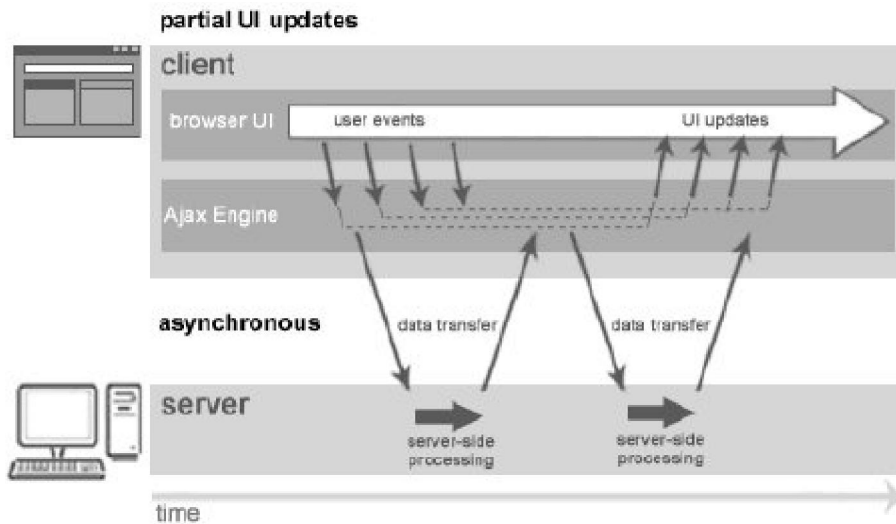 partial UI updates
client
browser UI
user events
UI updates
Ajax Engine
asynchronous
data transfer
data transfer
server
server-side
processing
server-side
processing
time